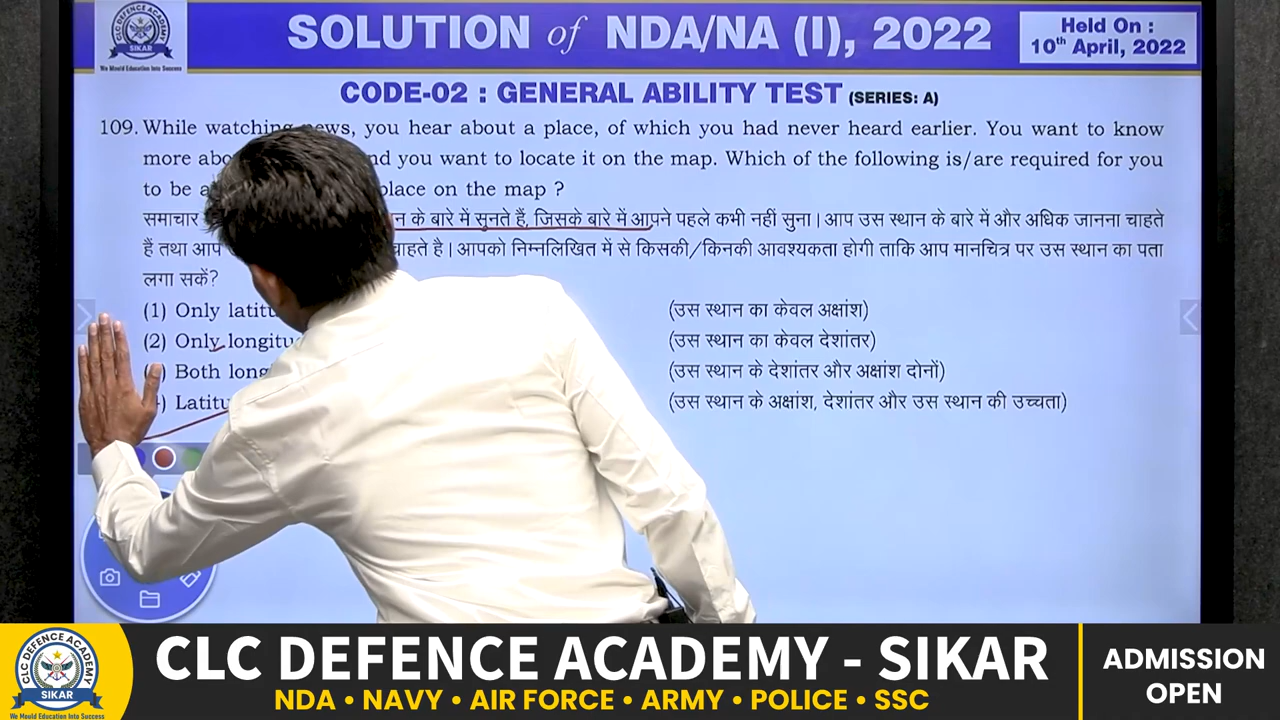 CLC DEFENCE ACADEMY
SIKAR
We Mould Education Into Success
SOLUTION of NDA/NA (I), 2022
Held On :
10th April, 2022
CODE-02 : GENERAL ABILITY TEST (SERIES: A)
109. While watching news, you hear about a place, of which you had never heard earlier. You want to know
more nd you want to locate it on the map. Which of the following is/are required for you
to be place on the map ?
समाचार के बारे में सुनते हैं, जिसके बारे में आपने पहले कभी नहीं सुना। आप उस स्थान के बारे में और अधिक जानना चाहते
हैं तथा आप चाहते है। आपको निम्नलिखित में से किसकी/किनकी आवश्यकता होगी ताकि आप मानचित्र पर उस स्थान का पता
लगा सकें?
(1) Only (उस स्थान का केवल अक्षांश)
(2) Only (उस स्थान का केवल देशांतर)
Both (उस स्थान के देशांतर और अक्षांश दोनों)
(उस स्थान के अक्षांश, देशांतर और उस स्थान की उच्चता)
CLC DEFENCE ACADEMY
SIKAR
We Mould Education Into Success
CLC DEFENCE ACADEMY - SIKAR
NDA • NAVY • AIR FORCE • ARMY • POLICE • SSC
ADMISSION
OPEN